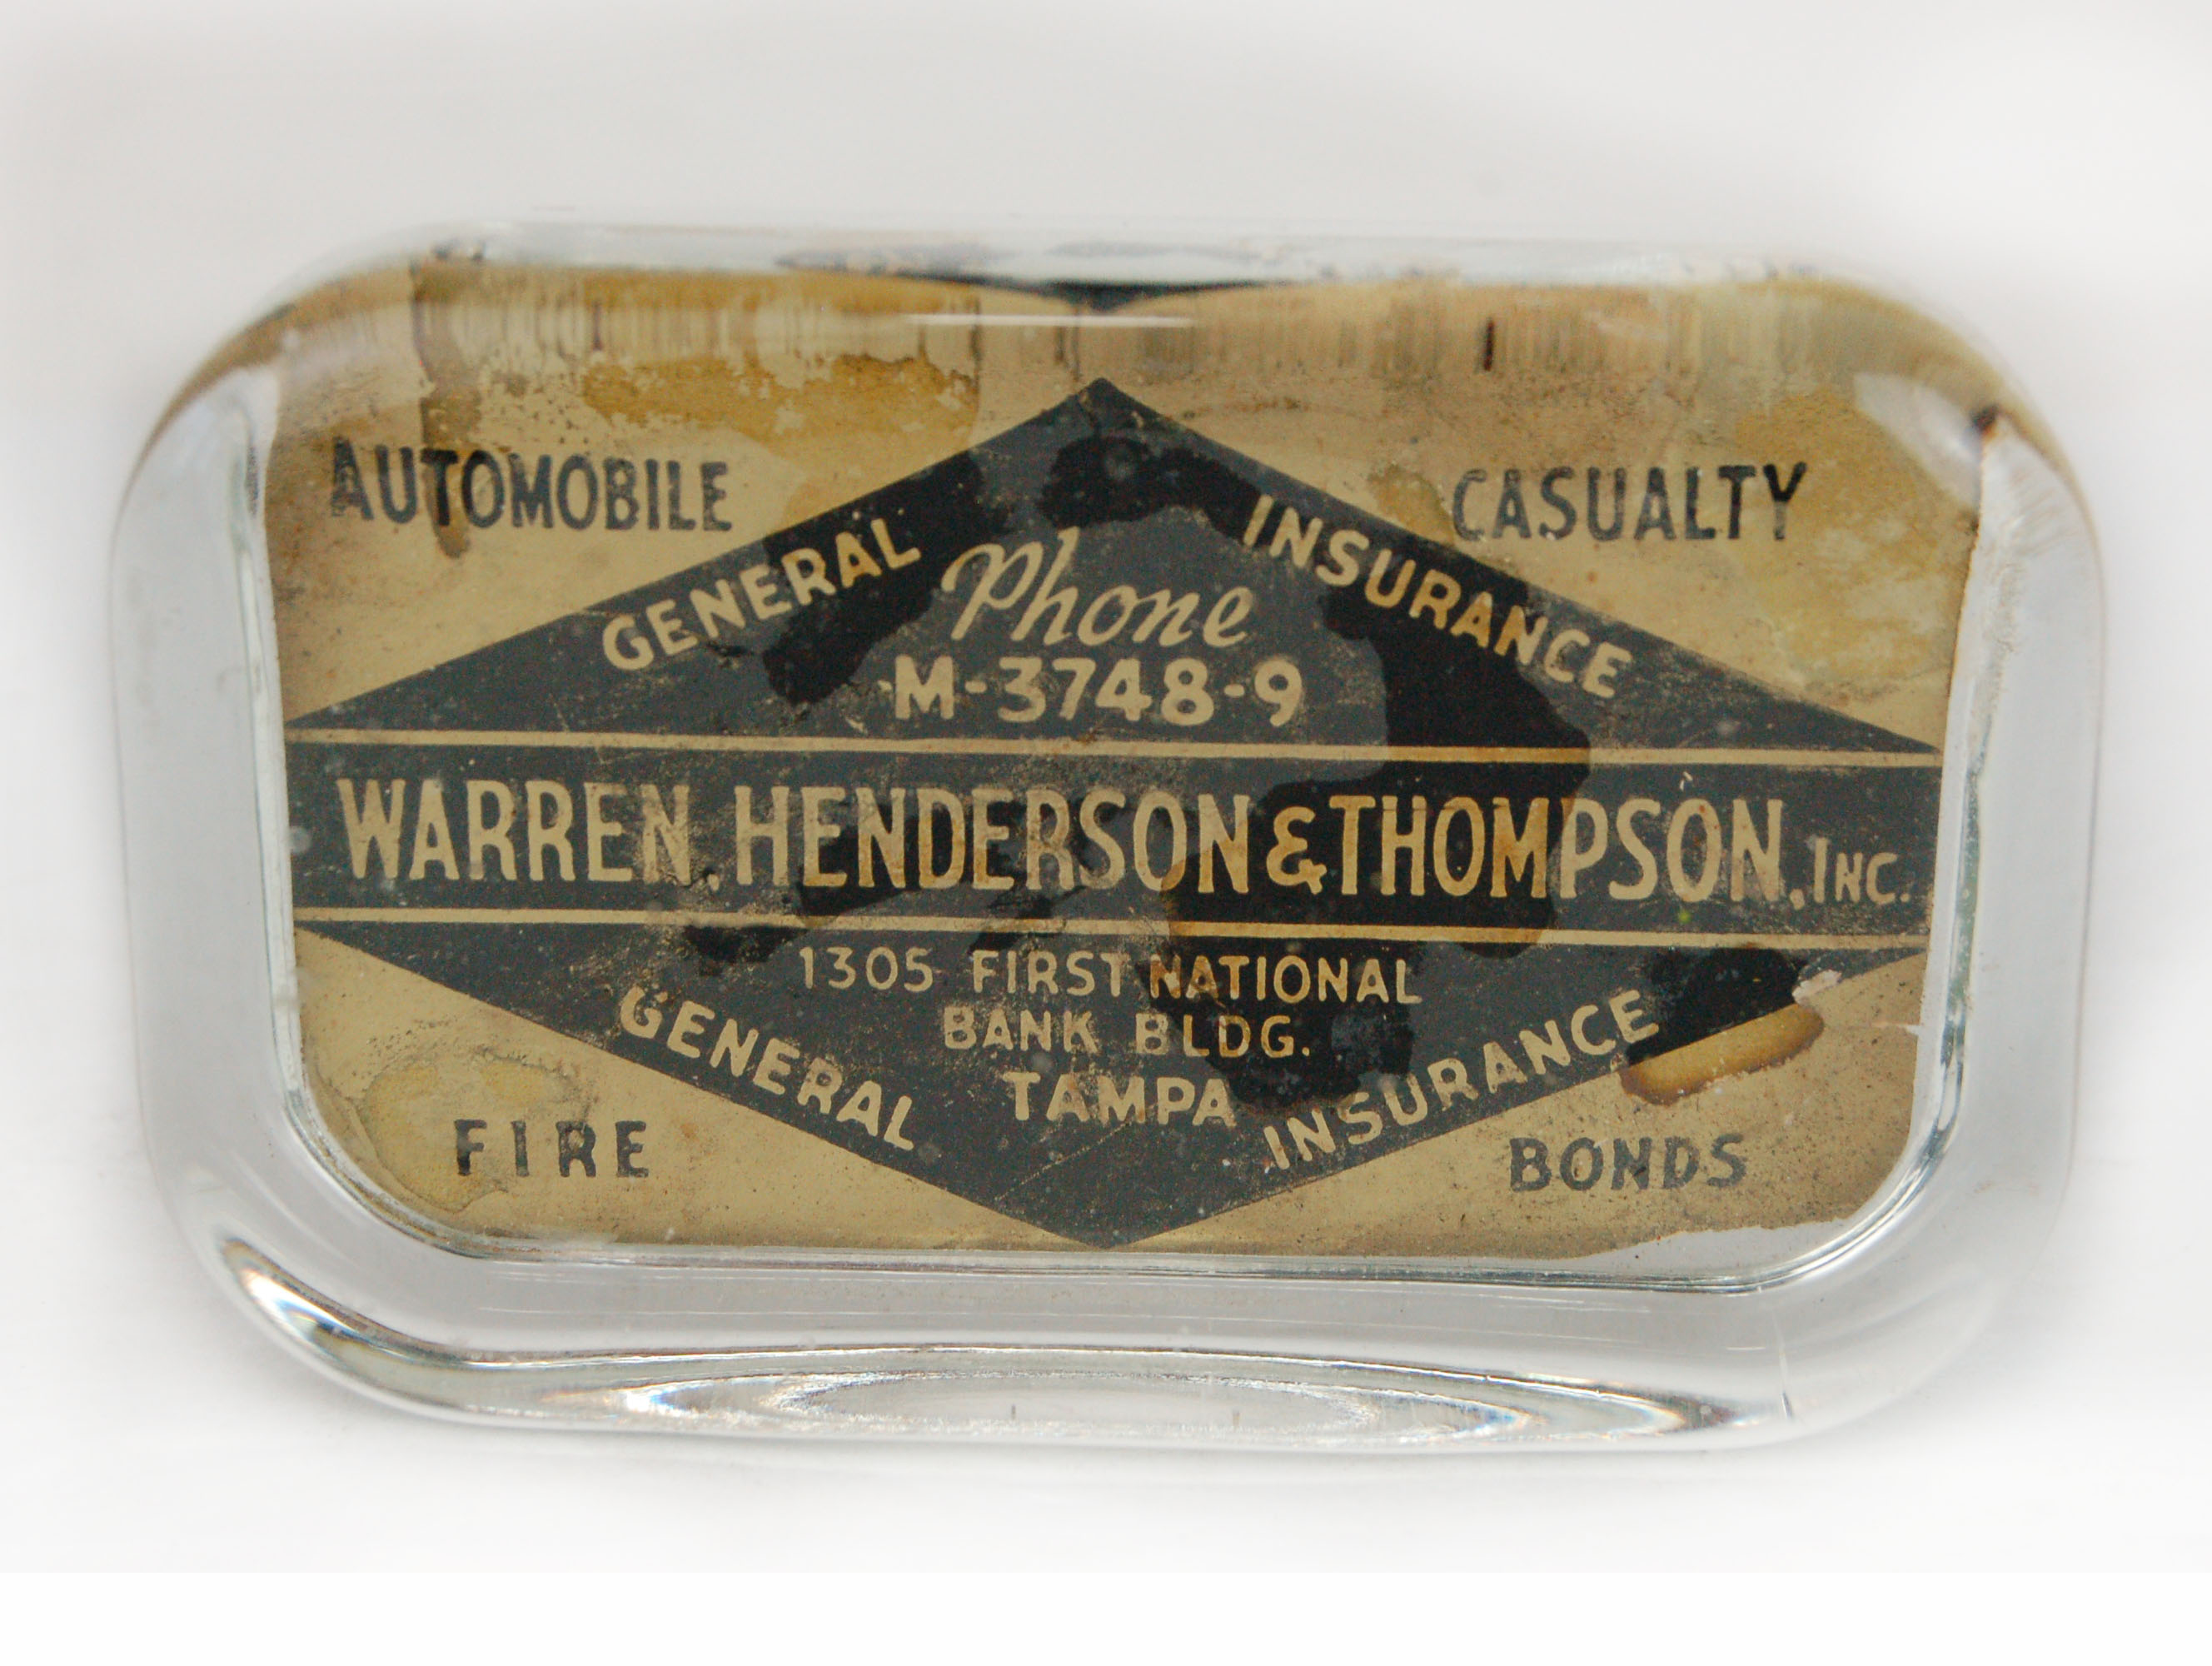 AUTOMOBILE
CASUALTY
GENERAL INSURANCE
Phone
M-3748-9
WARREN, HENDERSON & THOMPSON, INC.
1305 FIRST NATIONAL
BANK BLDG.
TAMPA
GENERAL INSURANCE
FIRE
BONDS